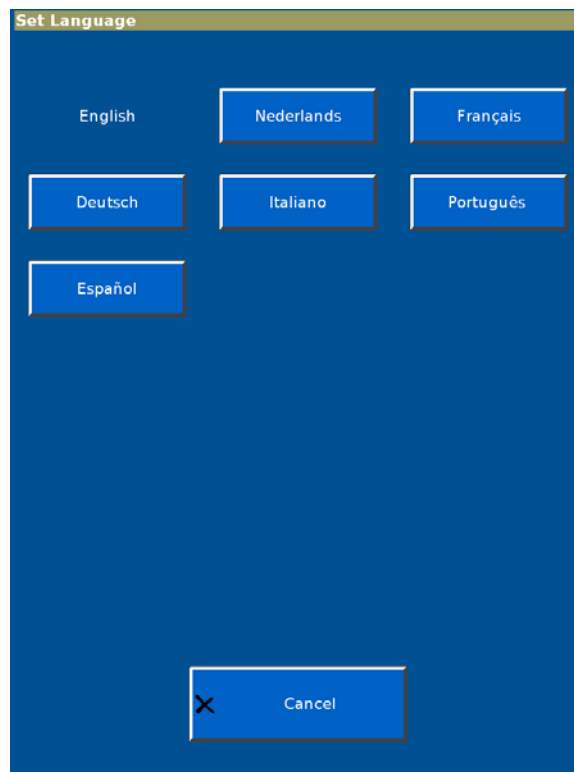 Set Language
English Nederlands Français
Deutsch Italiano Português
Español
Cancel